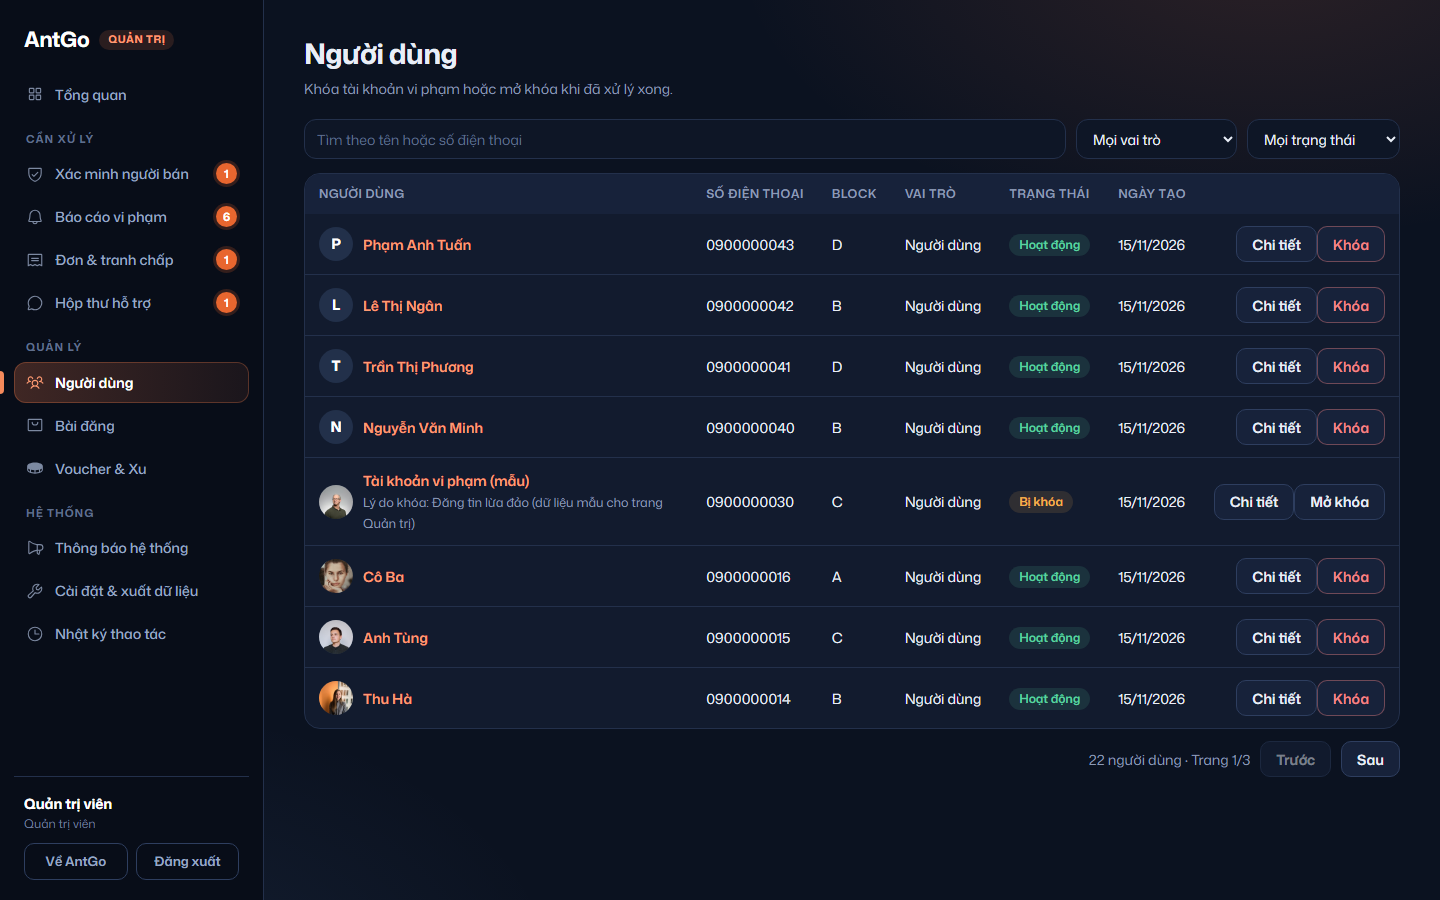 AntGo QUẢN TRỊ
Tổng quan
CẦN XỬ LÝ
Xác minh người bán 1
Báo cáo vi phạm 6
Đơn & tranh chấp 1
Hộp thư hỗ trợ 1
QUẢN LÝ
Người dùng
Bài đăng
Voucher & Xu
HỆ THỐNG
Thông báo hệ thống
Cài đặt & xuất dữ liệu
Nhật ký thao tác
Quản trị viên
Quản trị viên
Về AntGo Đăng xuất
Người dùng
Khóa tài khoản vi phạm hoặc mở khóa khi đã xử lý xong.
Tìm theo tên hoặc số điện thoại Mọi vai trò Mọi trạng thái
NGƯỜI DÙNG SỐ ĐIỆN THOẠI BLOCK VAI TRÒ TRẠNG THÁI NGÀY TẠO
P Phạm Anh Tuấn 0900000043 D Người dùng Hoạt động 15/11/2026 Chi tiết Khóa
L Lê Thị Ngân 0900000042 B Người dùng Hoạt động 15/11/2026 Chi tiết Khóa
T Trần Thị Phương 0900000041 D Người dùng Hoạt động 15/11/2026 Chi tiết Khóa
N Nguyễn Văn Minh 0900000040 B Người dùng Hoạt động 15/11/2026 Chi tiết Khóa
Tài khoản vi phạm (mẫu)
Lý do khóa: Đăng tin lừa đảo (dữ liệu mẫu cho trang
Quản trị) 0900000030 C Người dùng Bị khóa 15/11/2026 Chi tiết Mở khóa
Cô Ba 0900000016 A Người dùng Hoạt động 15/11/2026 Chi tiết Khóa
Anh Tùng 0900000015 C Người dùng Hoạt động 15/11/2026 Chi tiết Khóa
Thu Hà 0900000014 B Người dùng Hoạt động 15/11/2026 Chi tiết Khóa
22 người dùng · Trang 1/3 Trước Sau